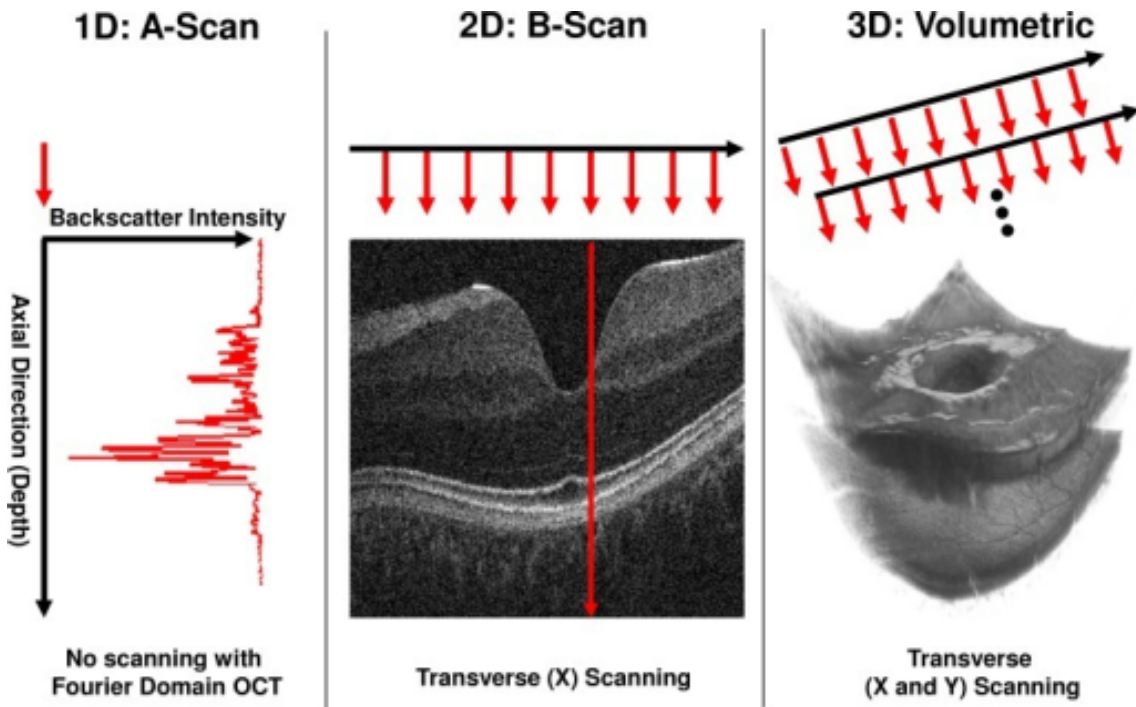 1D: A-Scan
2D: B-Scan
3D: Volumetric
Backscatter Intensity
Axial Direction (Depth)
No scanning with
Fourier Domain OCT
Transverse (X) Scanning
Transverse
(X and Y) Scanning